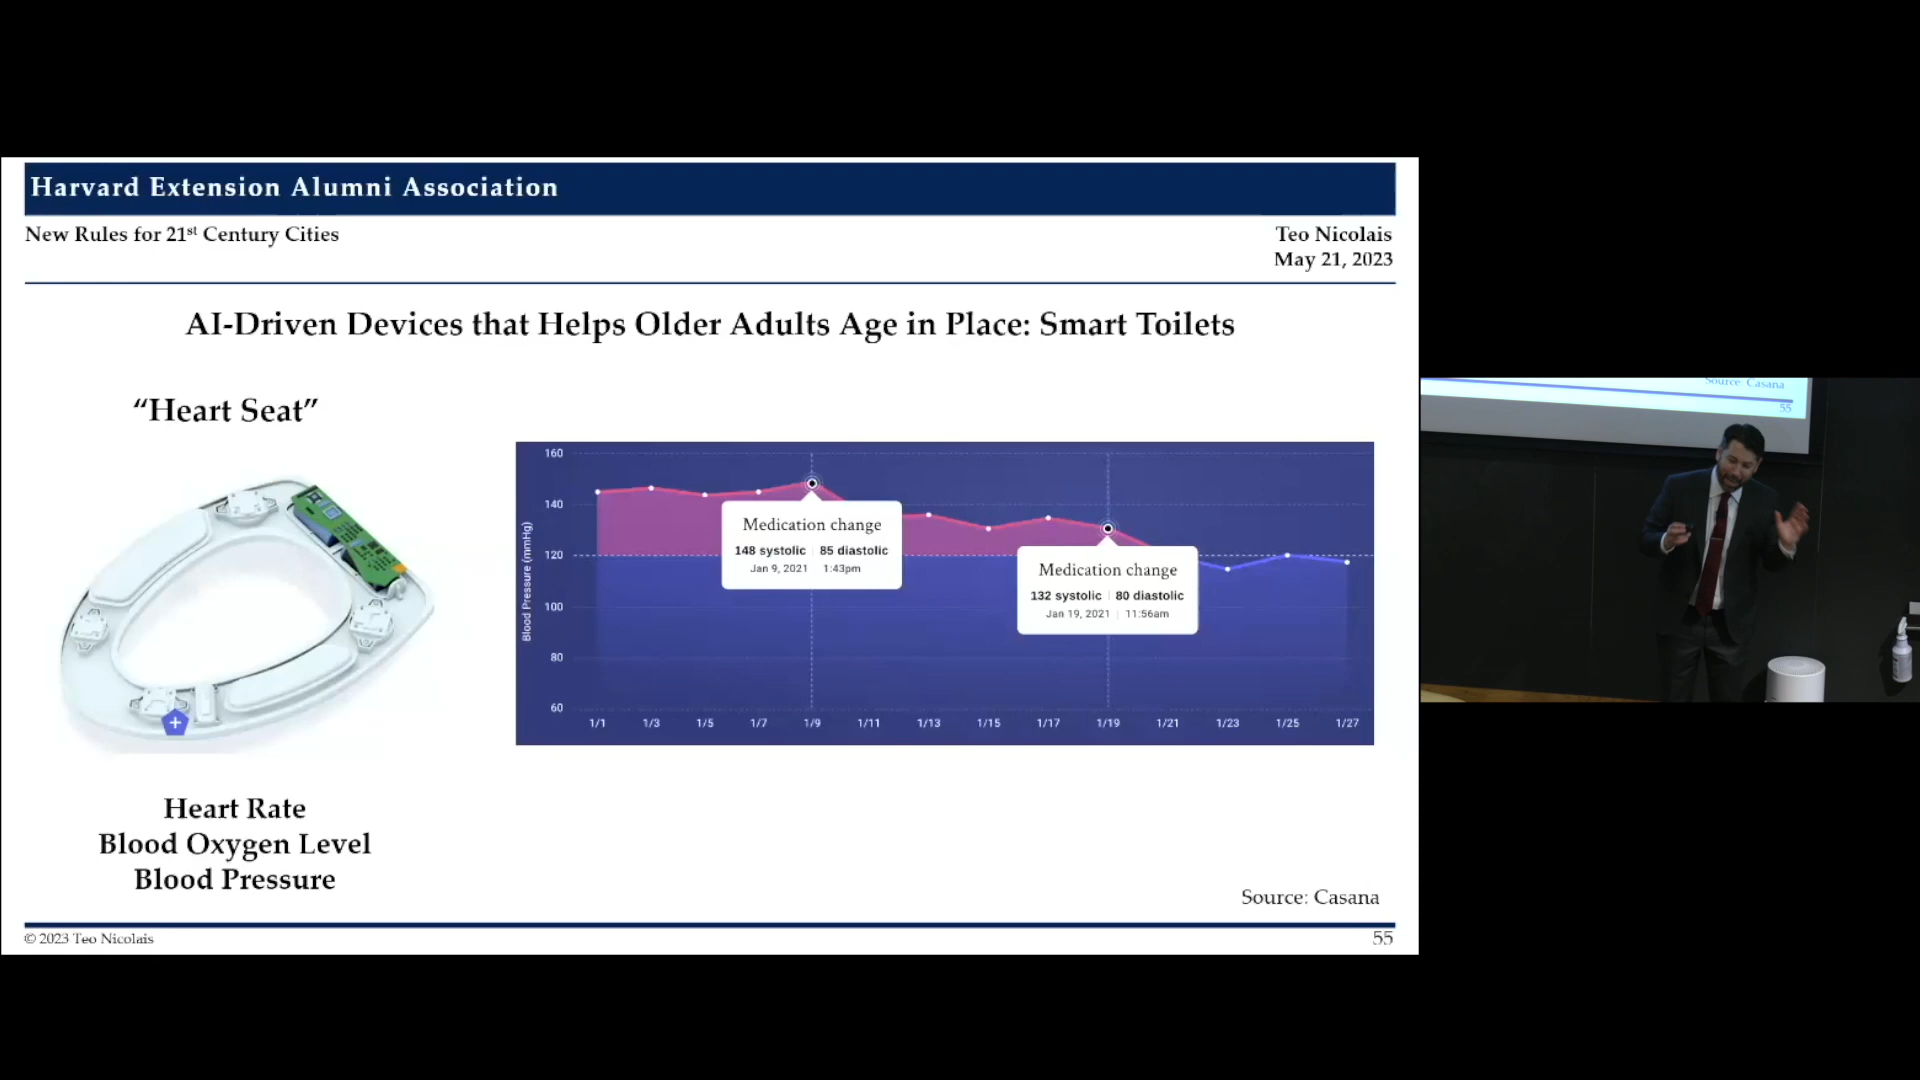 Harvard Extension Alumni Association
New Rules for 21st Century Cities
Teo Nicolais
May 21, 2023
AI-Driven Devices that Helps Older Adults Age in Place: Smart Toilets
“Heart Seat”
Blood Pressure (mmHg)
160
140
120
100
80
60
Medication change
148 systolic | 85 diastolic
Jan 9, 2021 1:43pm
Medication change
132 systolic | 80 diastolic
Jan 19, 2021 | 11:56am
1/1 1/3 1/5 1/7 1/9 1/11 1/13 1/15 1/17 1/19 1/21 1/23 1/25 1/27
Heart Rate
Blood Oxygen Level
Blood Pressure
Source: Casana
© 2023 Teo Nicolais
55
Source: Casana
55